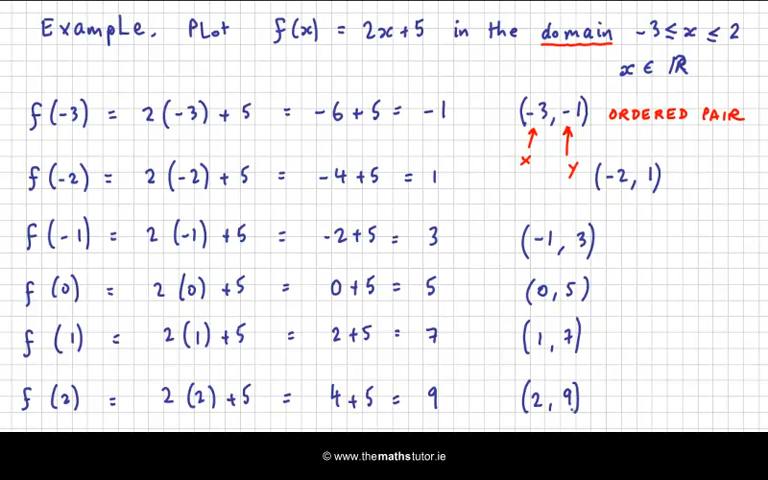 Example. Plot f(x) = 2x+5 in the domain -3 ≤ x ≤ 2
x ∈ ℝ
f(-3) = 2(-3)+5 = -6+5 = -1 (-3, -1) ORDERED PAIR
x y
f(-2) = 2(-2)+5 = -4+5 = 1 (-2, 1)
f(-1) = 2(-1)+5 = -2+5 = 3 (-1, 3)
f(0) = 2(0)+5 = 0+5 = 5 (0, 5)
f(1) = 2(1)+5 = 2+5 = 7 (1, 7)
f(2) = 2(2)+5 = 4+5 = 9 (2, 9)
© www.themathstutor.ie